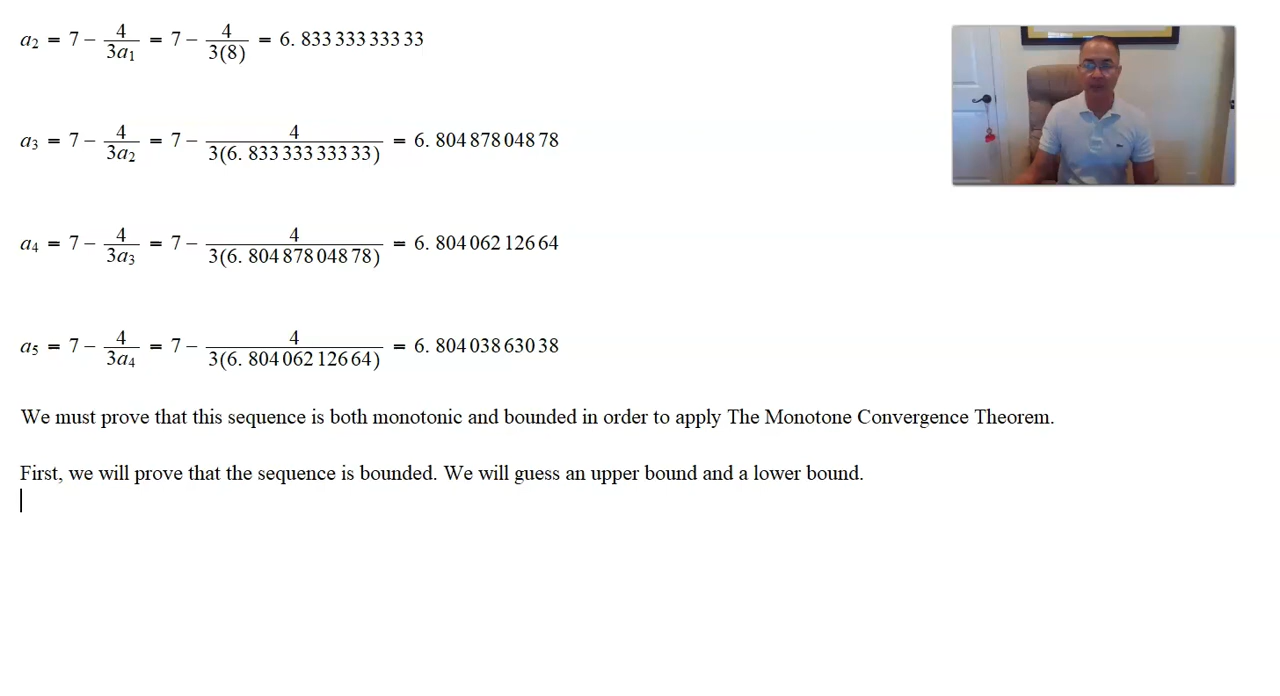 a₂ = 7 − 4/(3a₁) = 7 − 4/(3(8)) = 6. 833 333 333 33
a₃ = 7 − 4/(3a₂) = 7 − 4/(3(6. 833 333 333 33)) = 6. 804 878 048 78
a₄ = 7 − 4/(3a₃) = 7 − 4/(3(6. 804 878 048 78)) = 6. 804 062 126 64
a₅ = 7 − 4/(3a₄) = 7 − 4/(3(6. 804 062 126 64)) = 6. 804 038 630 38
We must prove that this sequence is both monotonic and bounded in order to apply The Monotone Convergence Theorem.
First, we will prove that the sequence is bounded. We will guess an upper bound and a lower bound.